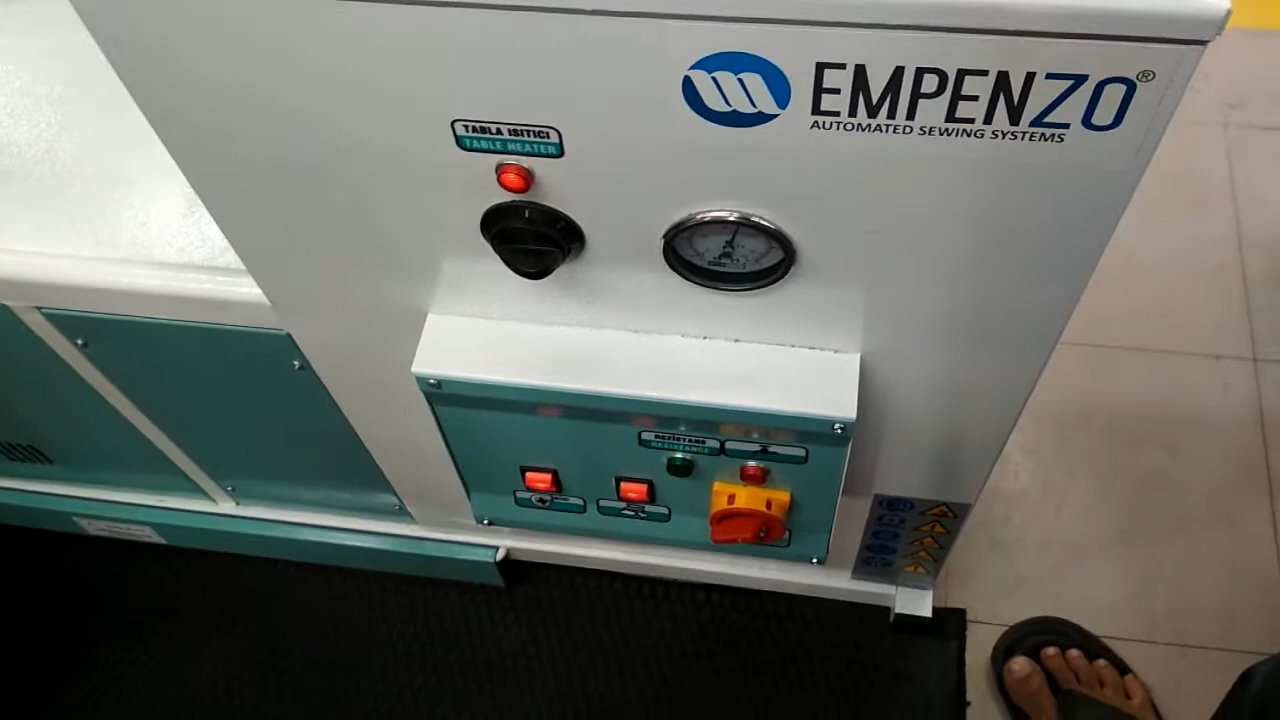 EMPENZO®
AUTOMATED SEWING SYSTEMS
TABLA ISITICI
TABLE HEATER
REZİSTANS
RESISTANCE